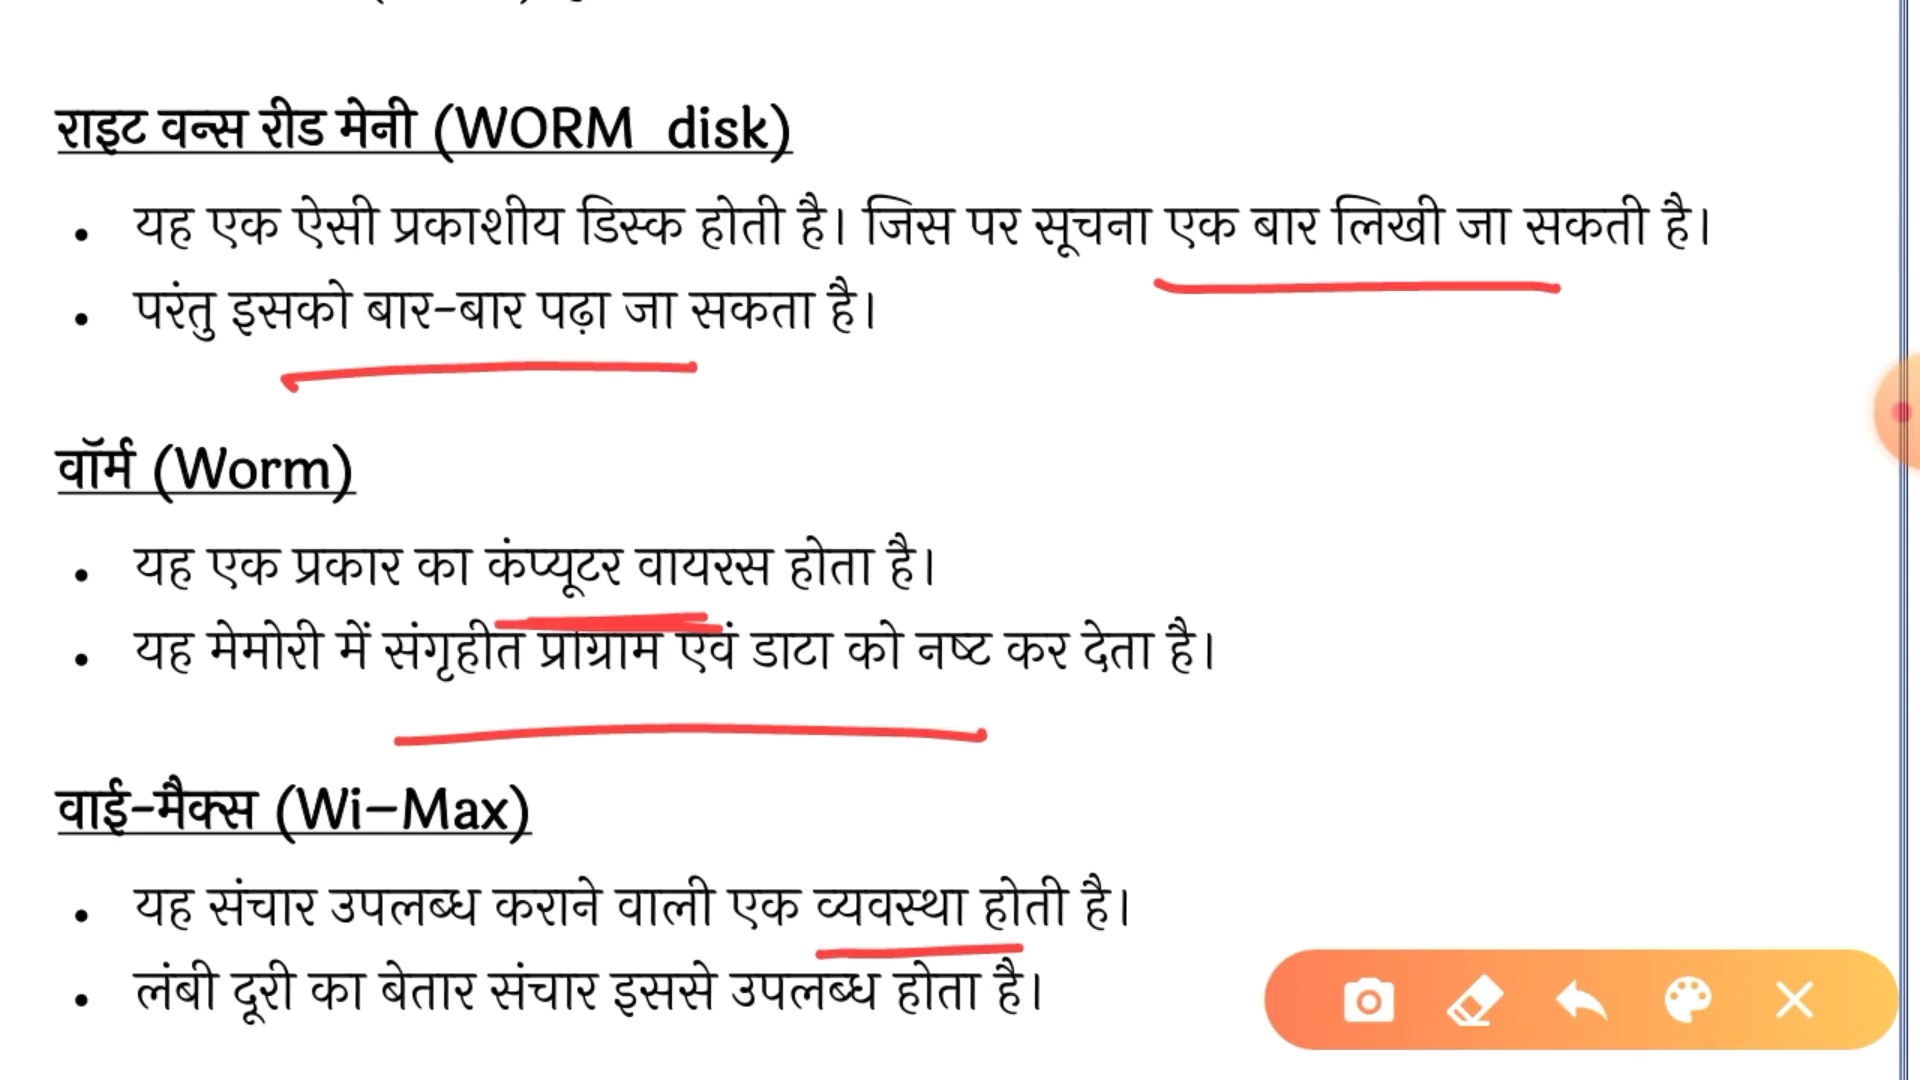 राइट वन्स रीड मेनी (WORM disk)
• यह एक ऐसी प्रकाशीय डिस्क होती है। जिस पर सूचना एक बार लिखी जा सकती है।
• परंतु इसको बार-बार पढ़ा जा सकता है।
वॉर्म (Worm)
• यह एक प्रकार का कंप्यूटर वायरस होता है।
• यह मेमोरी में संगृहीत प्रोग्राम एवं डाटा को नष्ट कर देता है।
वाई-मैक्स (Wi-Max)
• यह संचार उपलब्ध कराने वाली एक व्यवस्था होती है।
• लंबी दूरी का बेतार संचार इससे उपलब्ध होता है।